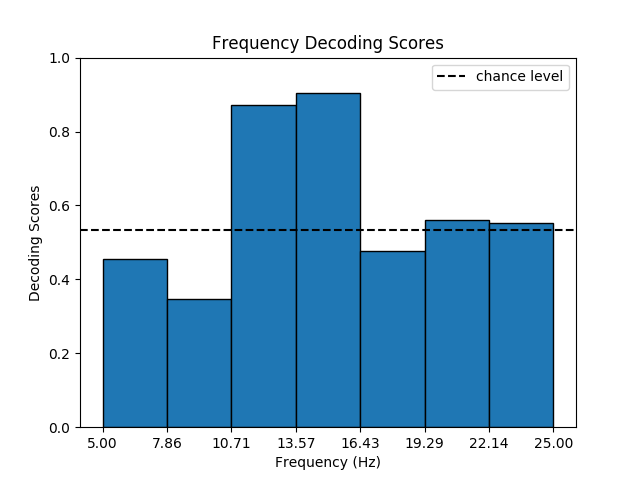 Frequency Decoding Scores
1.0
0.8
0.6
0.4
0.2
0.0
Decoding Scores
chance level
5.00 7.86 10.71 13.57 16.43 19.29 22.14 25.00
Frequency (Hz)